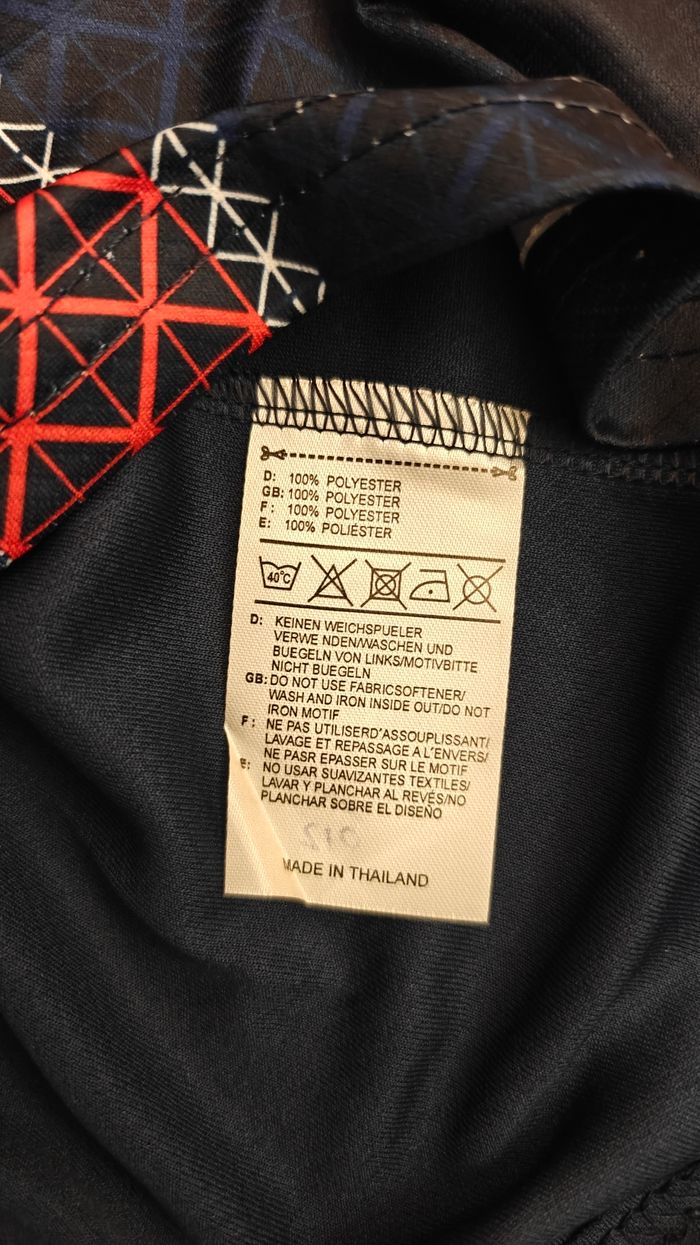 D: 100% POLYESTER
GB: 100% POLYESTER
F: 100% POLYESTER
E: 100% POLIÉSTER
40°C
D: KEINEN WEICHSPUELER
VERWE NDEN/WASCHEN UND
BUEGELN VON LINKS/MOTIVBITTE
NICHT BUEGELN
GB: DO NOT USE FABRICSOFTENER/
WASH AND IRON INSIDE OUT/DO NOT
IRON MOTIF
F: NE PAS UTILISERD'ASSOUPLISSANT/
LAVAGE ET REPASSAGE A L'ENVERS/
NE PASR EPASSER SUR LE MOTIF
E: NO USAR SUAVIZANTES TEXTILES/
LAVAR Y PLANCHAR AL REVÉS/NO
PLANCHAR SOBRE EL DISEÑO
MADE IN THAILAND